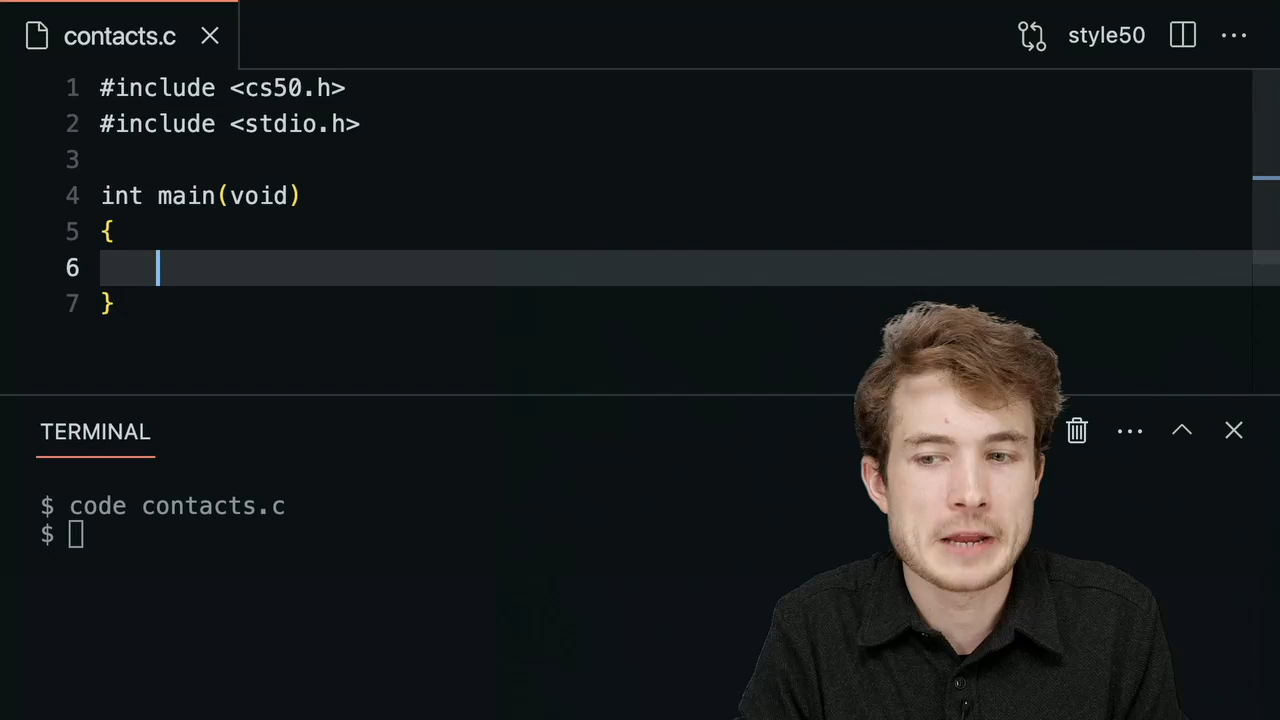 contacts.c
style50
1 #include <cs50.h>
2 #include <stdio.h>
3
4 int main(void)
5 {
6
7 }
TERMINAL
$ code contacts.c
$